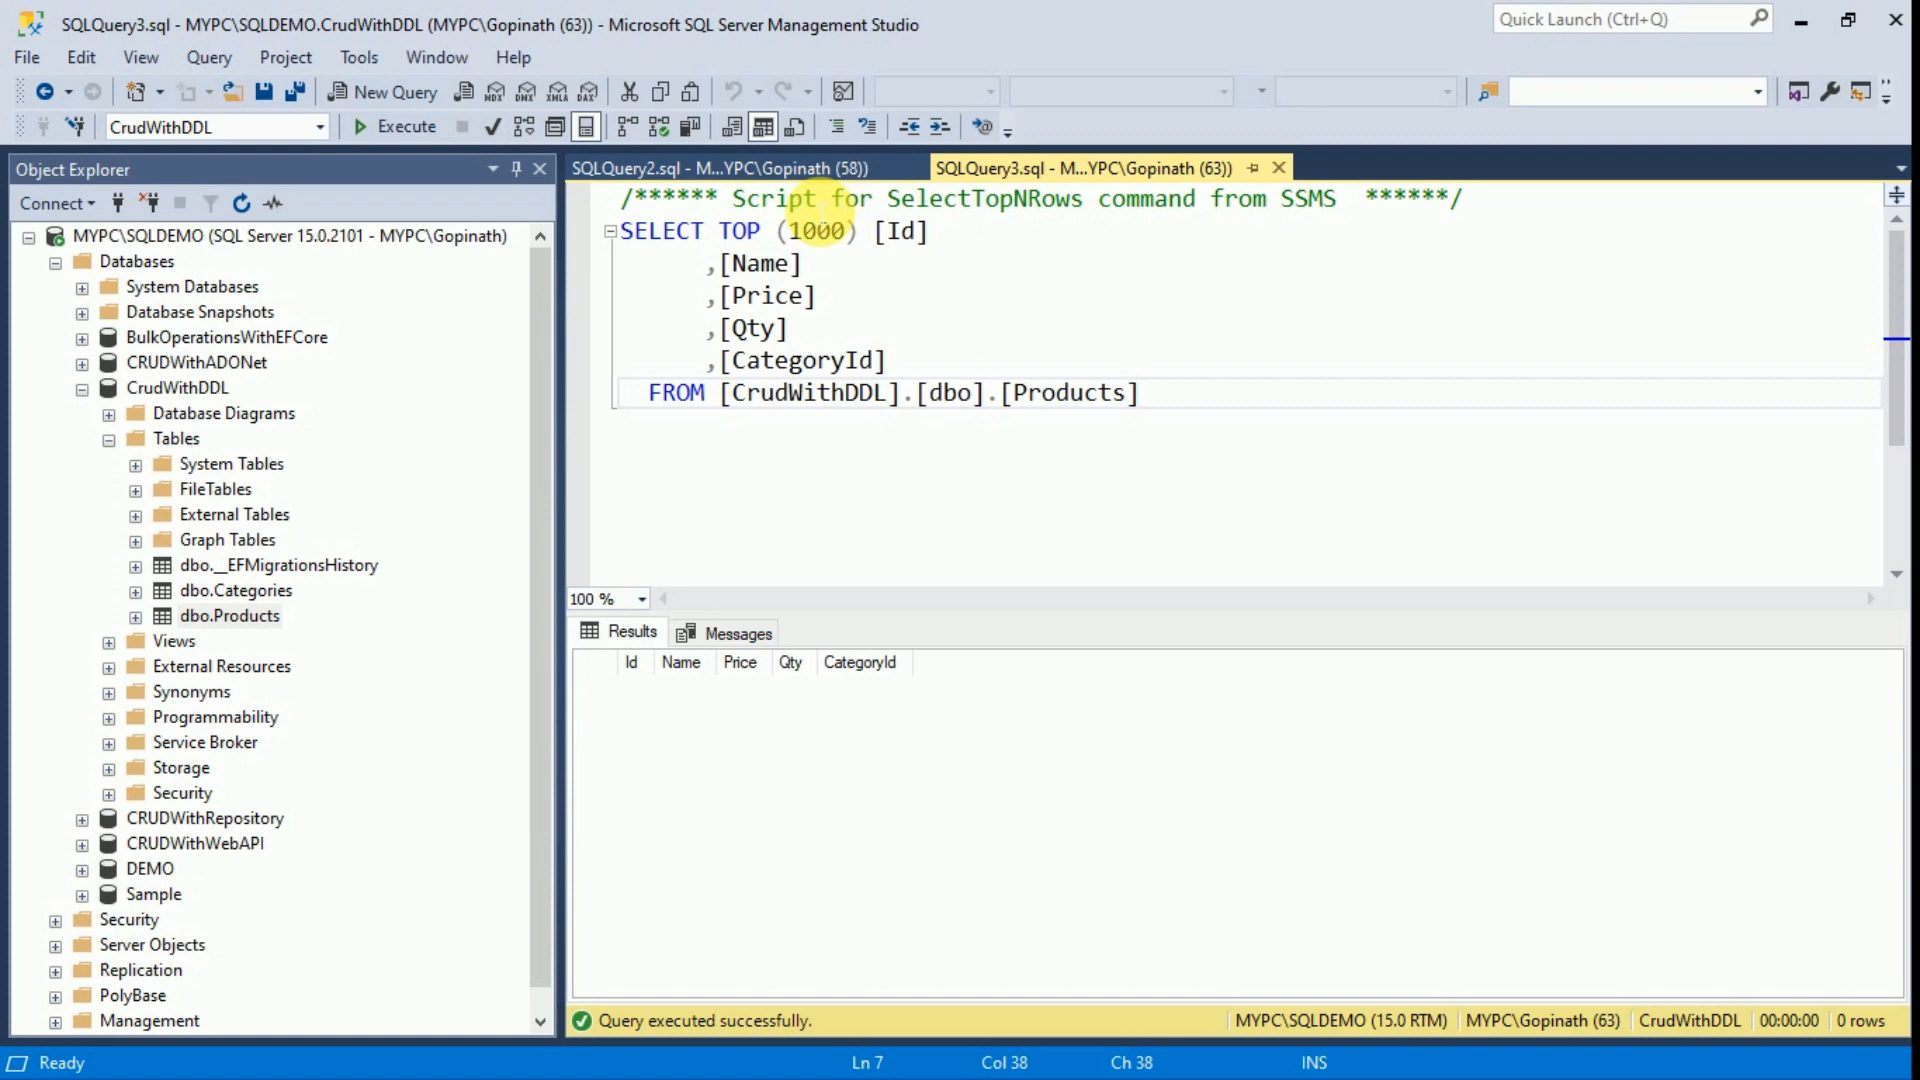 SQLQuery3.sql - MYPC\SQLDEMO.CrudWithDDL (MYPC\Gopinath (63)) - Microsoft SQL Server Management Studio
Quick Launch (Ctrl+Q)
File Edit View Query Project Tools Window Help
New Query MDX DMX XMLA DAX
CrudWithDDL Execute
Object Explorer
Connect
MYPC\SQLDEMO (SQL Server 15.0.2101 - MYPC\Gopinath)
Databases
System Databases
Database Snapshots
BulkOperationsWithEFCore
CRUDWithADONet
CrudWithDDL
Database Diagrams
Tables
System Tables
FileTables
External Tables
Graph Tables
dbo.__EFMigrationsHistory
dbo.Categories
dbo.Products
Views
External Resources
Synonyms
Programmability
Service Broker
Storage
Security
CRUDWithRepository
CRUDWithWebAPI
DEMO
Sample
Security
Server Objects
Replication
PolyBase
Management
SQLQuery2.sql - M...YPC\Gopinath (58)) SQLQuery3.sql - M...YPC\Gopinath (63))
/****** Script for SelectTopNRows command from SSMS ******/
SELECT TOP (1000) [Id]
,[Name]
,[Price]
,[Qty]
,[CategoryId]
FROM [CrudWithDDL].[dbo].[Products]
100 %
Results Messages
Id Name Price Qty CategoryId
Query executed successfully. MYPC\SQLDEMO (15.0 RTM) MYPC\Gopinath (63) CrudWithDDL 00:00:00 0 rows
Ready Ln 7 Col 38 Ch 38 INS